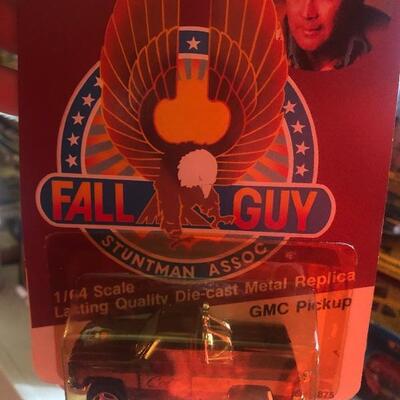 FALL GUY
STUNTMAN ASSOC
1/64 Scale
Lasting Quality Die-cast Metal Replica
GMC Pickup